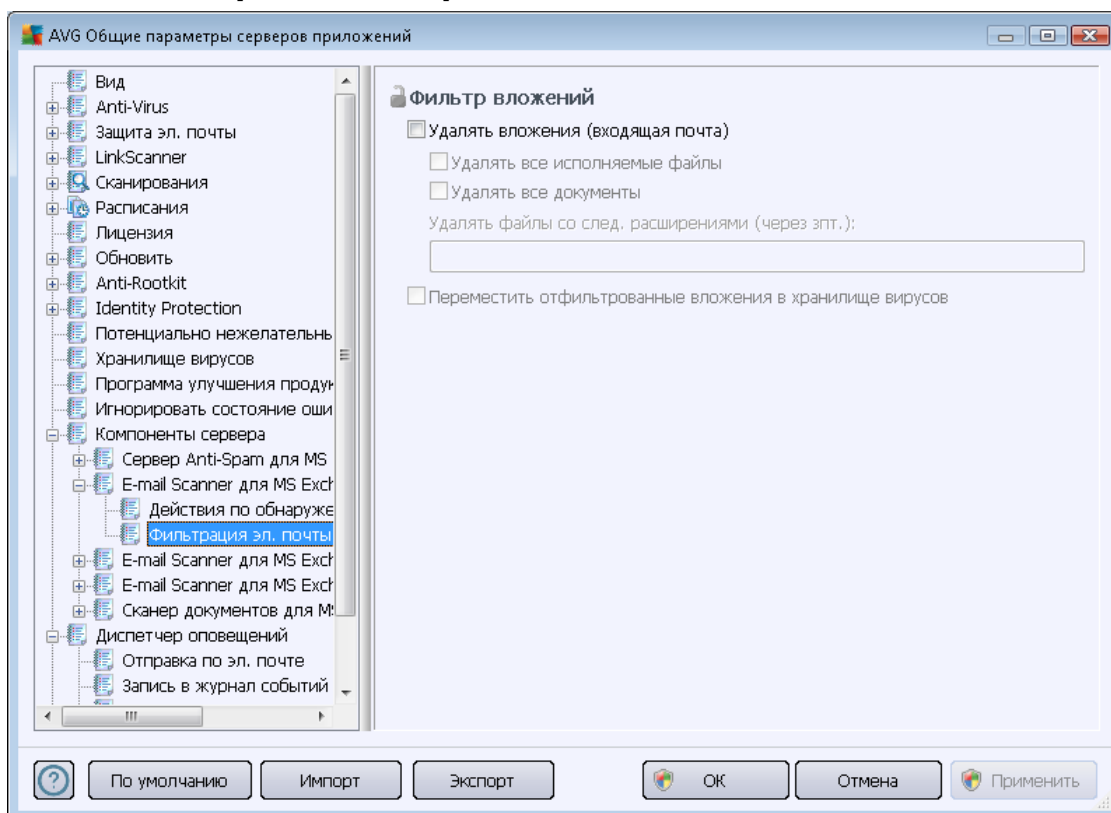 AVG Общие параметры серверов приложений
Вид
Anti-Virus
Защита эл. почты
LinkScanner
Сканирования
Расписания
Лицензия
Обновить
Anti-Rootkit
Identity Protection
Потенциально нежелательнь
Хранилище вирусов
Программа улучшения продук
Игнорировать состояние оши
Компоненты сервера
Сервер Anti-Spam для MS
E-mail Scanner для MS Exch
Действия по обнаруже
Фильтрация эл. почты
E-mail Scanner для MS Exch
E-mail Scanner для MS Exch
Сканер документов для MS
Диспетчер оповещений
Отправка по эл. почте
Запись в журнал событий
Фильтр вложений
Удалять вложения (входящая почта)
Удалять все исполняемые файлы
Удалять все документы
Удалять файлы со след. расширениями (через зпт.):
Переместить отфильтрованные вложения в хранилище вирусов
По умолчанию
Импорт
Экспорт
ОК
Отмена
Применить